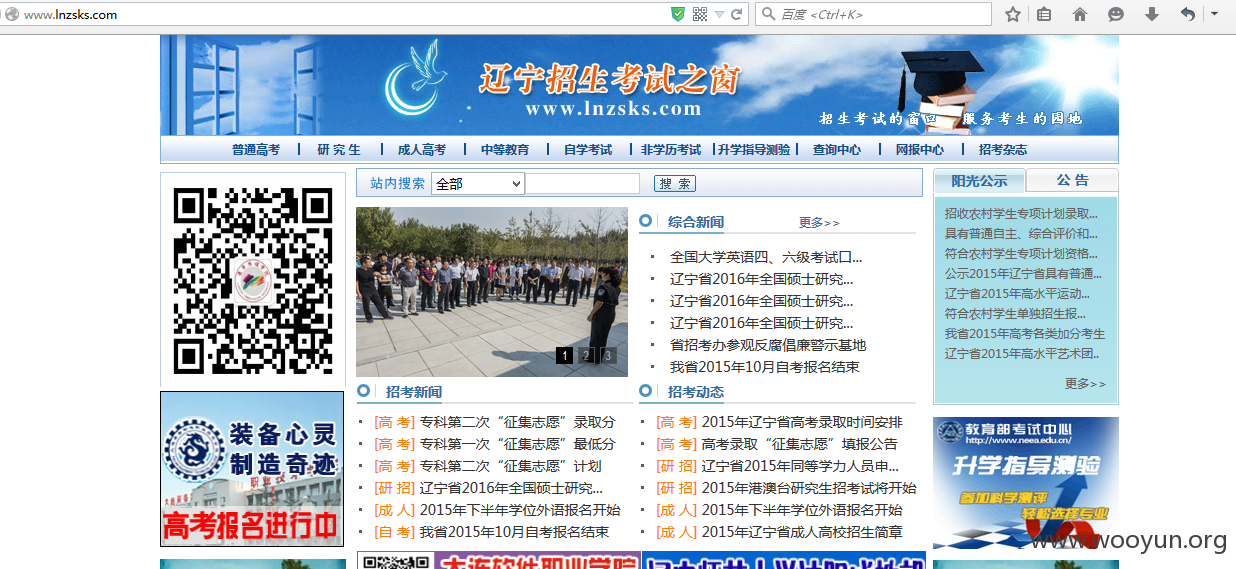 www.lnzsks.com
百度 <Ctrl+K>
辽宁招生考试之窗
www.lnzsks.com
招生考试的窗口 服务考生的园地
普通高考 研究生 成人高考 中等教育 自学考试 非学历考试 升学指导测验 查询中心 网报中心 招考杂志
站内搜索 全部 搜 索
阳光公示 公 告
招收农村学生专项计划录取...
具有普通自主、综合评价和...
符合农村学生专项计划资格...
公示2015年辽宁省具有普通...
辽宁省2015年高水平运动...
符合农村学生单独招生报...
我省2015年高考各类加分考生
辽宁省2015年高水平艺术团..
更多>>
1 2 3
综合新闻 更多>>
全国大学英语四、六级考试口...
辽宁省2016年全国硕士研究...
辽宁省2016年全国硕士研究...
辽宁省2016年全国硕士研究...
省招考办参观反腐倡廉警示基地
我省2015年10月自考报名结束
装备心灵
制造奇迹
高考报名进行中
招考新闻
[高 考] 专科第二次“征集志愿”录取分
[高 考] 专科第一次“征集志愿”最低分
[高 考] 专科第二次“征集志愿”计划
[研 招] 辽宁省2016年全国硕士研究...
[成 人] 2015年下半年学位外语报名开始
[自 考] 我省2015年10月自考报名结束
招考动态
[高 考] 2015年辽宁省高考录取时间安排
[高 考] 高考录取“征集志愿”填报公告
[研 招] 辽宁省2015年同等学力人员申...
[研 招] 2015年港澳台研究生招考试将开始
[成 人] 2015年下半年学位外语报名开始
[成 人] 2015年辽宁省成人高校招生简章
教育部考试中心
http://www.neea.edu.cn/
升学指导测验
参加科学测评
轻松选择专业
大连软件职业学院
www.wooyun.org